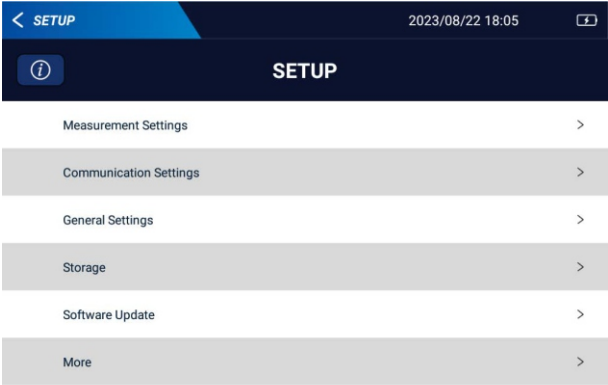 SETUP
2023/08/22 18:05
SETUP
Measurement Settings
Communication Settings
General Settings
Storage
Software Update
More